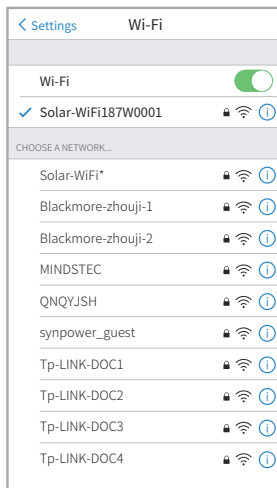 Settings Wi-Fi
Wi-Fi
Solar-WiFi187W0001
CHOOSE A NETWORK...
Solar-WiFi*
Blackmore-zhouji-1
Blackmore-zhouji-2
MINDSTEC
QNQYJSH
synpower_guest
Tp-LINK-DOC1
Tp-LINK-DOC2
Tp-LINK-DOC3
Tp-LINK-DOC4